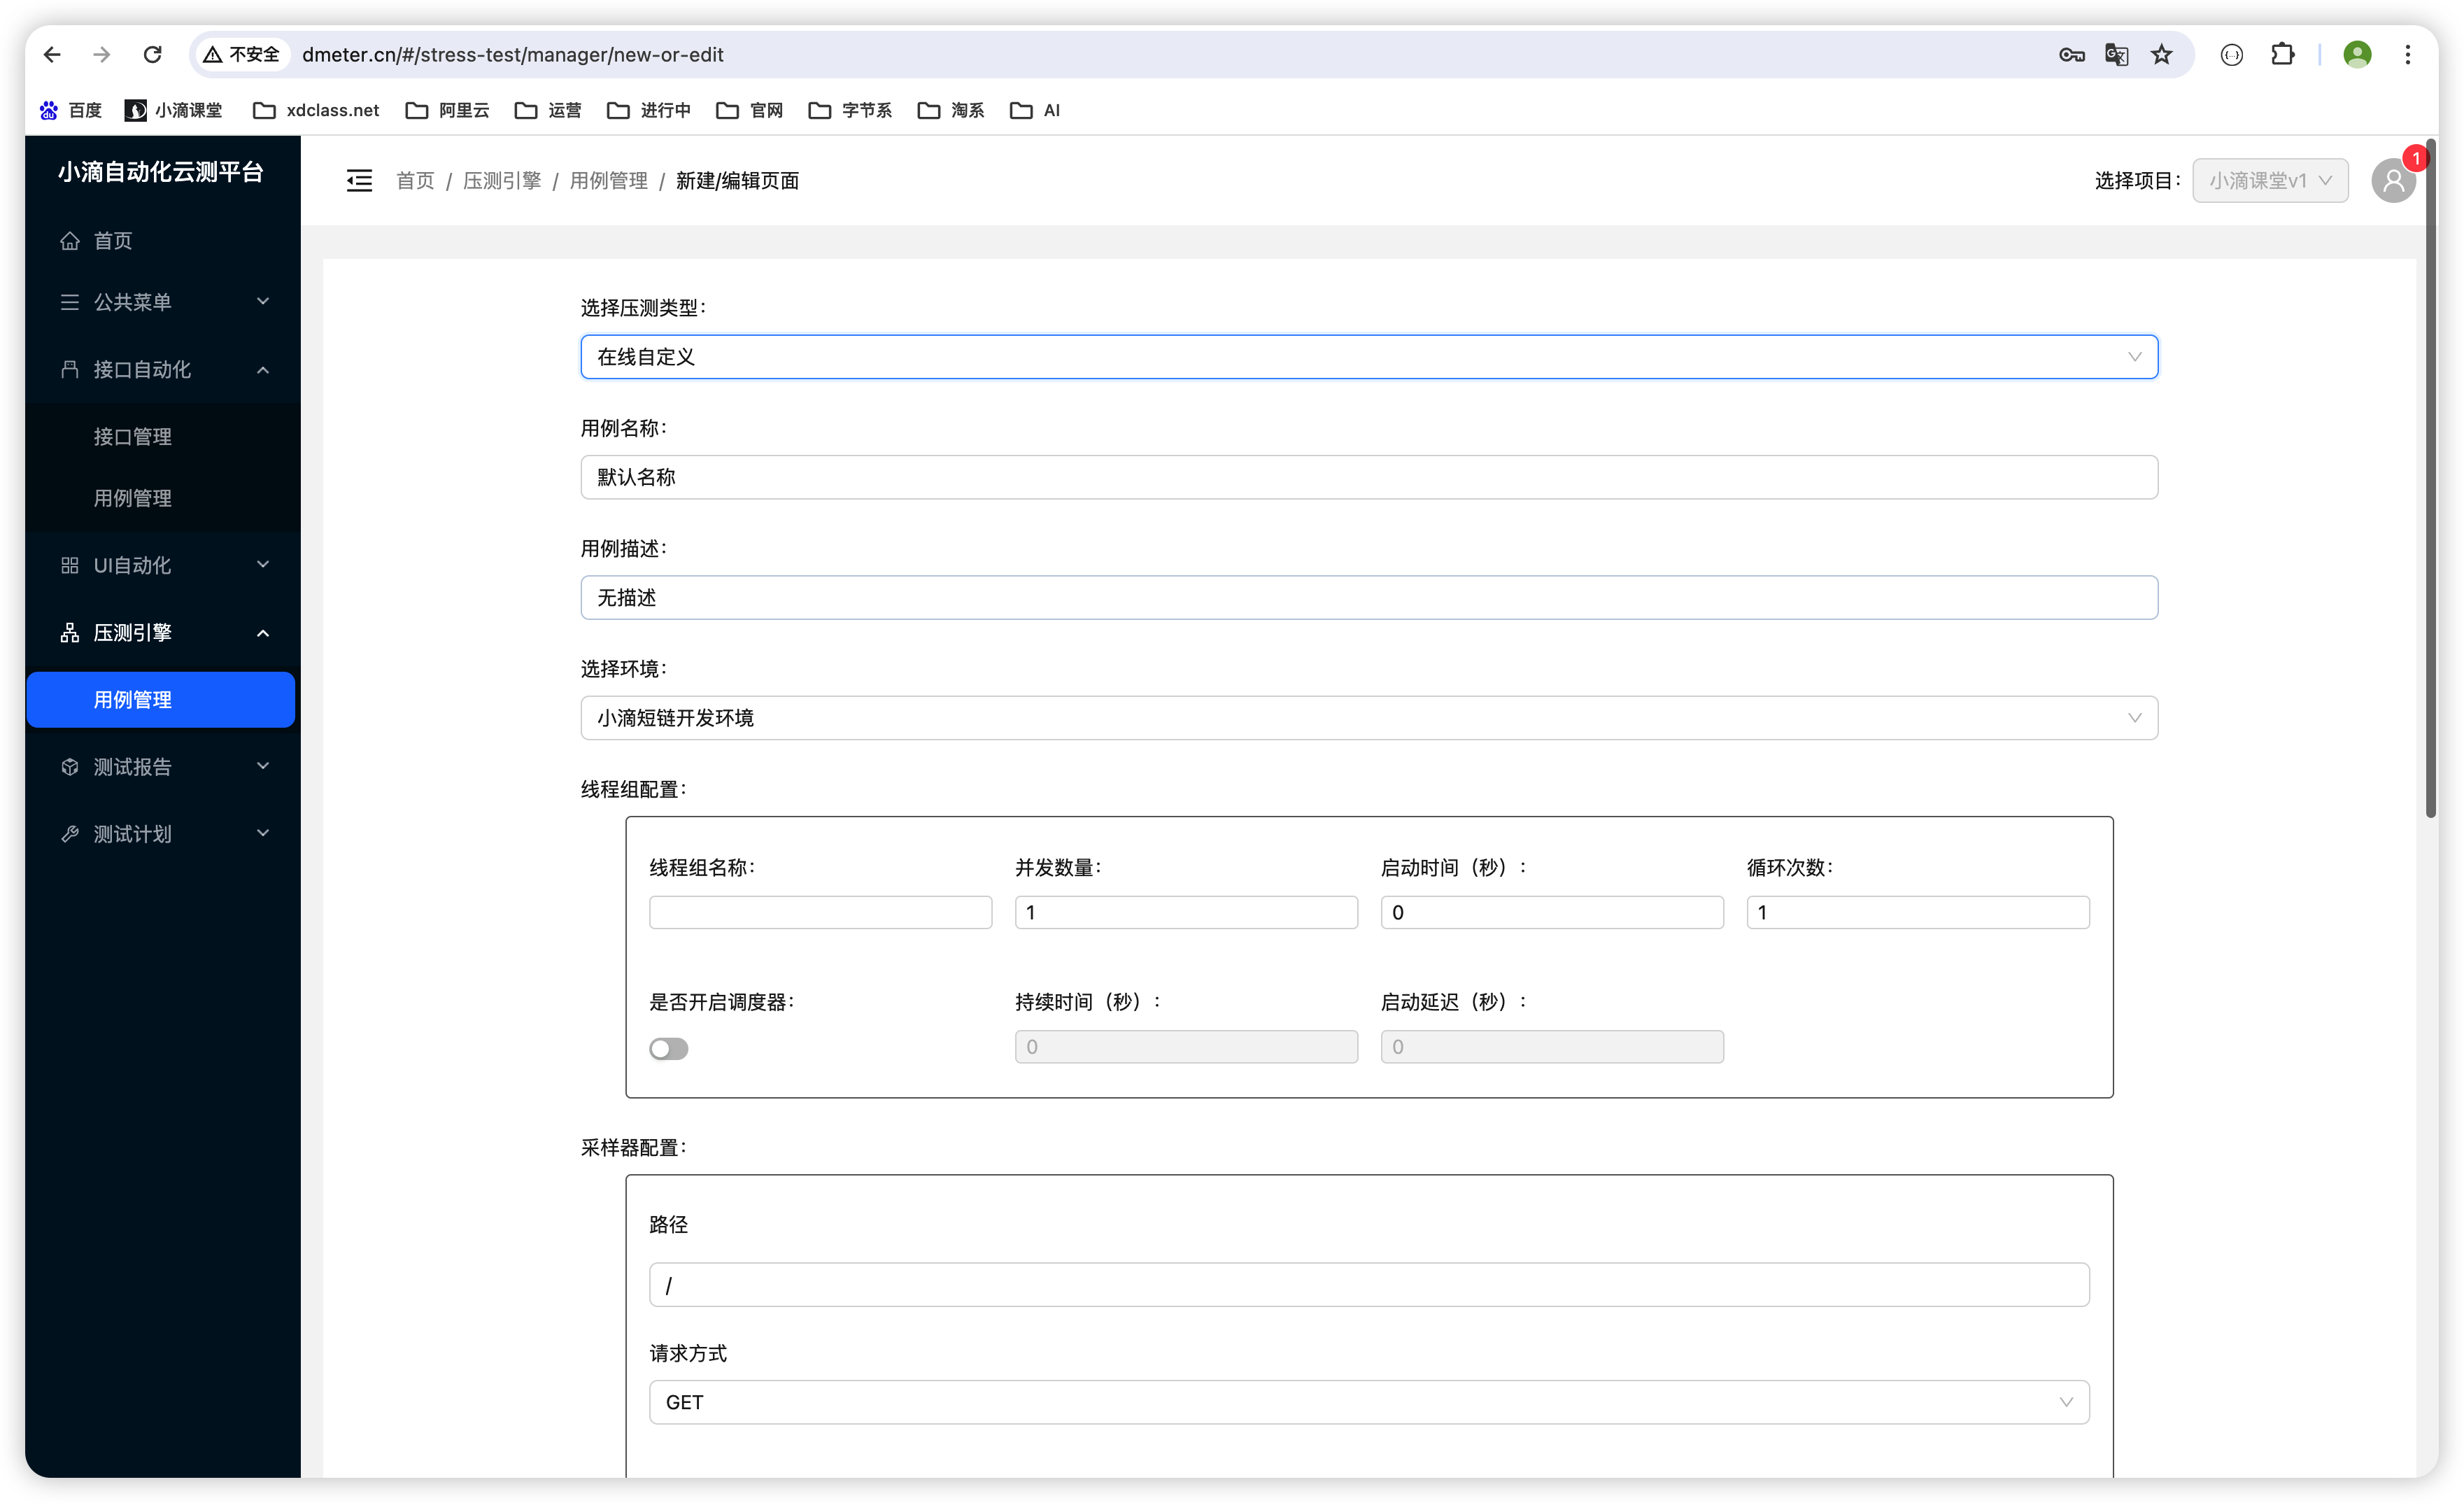 不安全 dmeter.cn/#/stress-test/manager/new-or-edit
百度 小滴课堂 xdclass.net 阿里云 运营 进行中 官网 字节系 淘系 AI
小滴自动化云测平台
首页
公共菜单
接口自动化
接口管理
用例管理
UI自动化
压测引擎
用例管理
测试报告
测试计划
首页 / 压测引擎 / 用例管理 / 新建/编辑页面
选择项目: 小滴课堂v1
1
选择压测类型:
在线自定义
用例名称:
默认名称
用例描述:
无描述
选择环境:
小滴短链开发环境
线程组配置:
线程组名称: 并发数量: 启动时间（秒）: 循环次数:
1 0 1
是否开启调度器: 持续时间（秒）: 启动延迟（秒）:
0 0
采样器配置:
路径
/
请求方式
GET